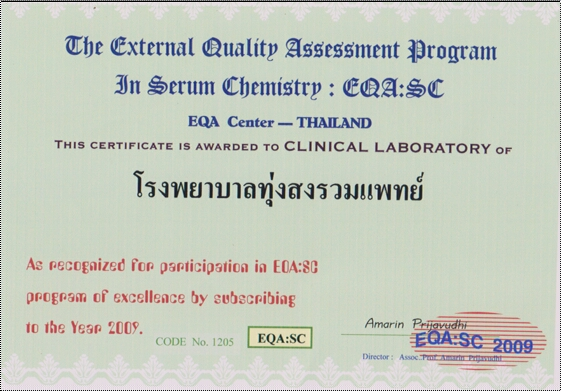 The External Quality Assessment Program
In Serum Chemistry : EQA:SC
EQA Center — THAILAND
THIS CERTIFICATE IS AWARDED TO CLINICAL LABORATORY OF
โรงพยาบาลทุ่งสงรวมแพทย์
As recognized for participation in EQA:SC
program of excellence by subscribing
to the Year 2009.
CODE No. 1205
EQA:SC
Amarin Prijavudhi
EQA:SC 2009
Director : Assoc. Prof. Amarin Prijavudhi